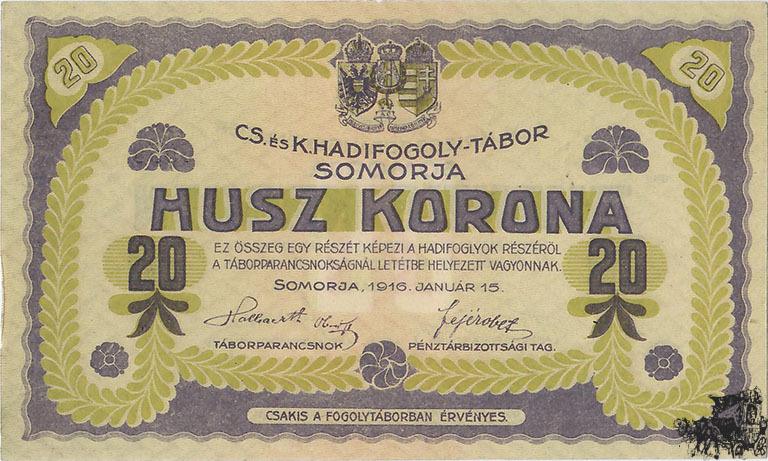 20
20
CS. ÉS K. HADIFOGOLY-TÁBOR
SOMORJA
HUSZ KORONA
20
20
EZ ÖSSZEG EGY RÉSZÉT KÉPEZI A HADIFOGLYOK RÉSZÉRŐL
A TÁBORPARANCSNOKSÁGNÁL LETÉTBE HELYEZETT VAGYONNAK.
SOMORJA, 1916. JANUÁR 15.
TÁBORPARANCSNOK
PÉNZTÁRBIZOTTSÁGI TAG.
CSAKIS A FOGOLYTÁBORBAN ÉRVÉNYES.